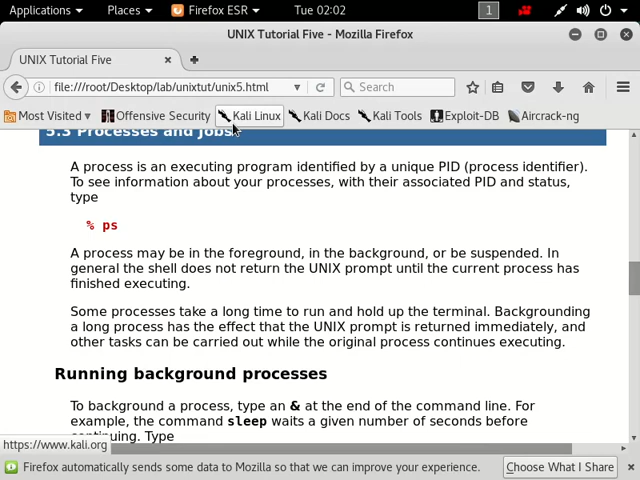 Applications ▾ Places ▾ Firefox ESR ▾ Tue 02:02 1
UNIX Tutorial Five - Mozilla Firefox
UNIX Tutorial Five × +
file:///root/Desktop/lab/unixtut/unix5.html Search
Most Visited ▾ Offensive Security Kali Linux Kali Docs Kali Tools Exploit-DB Aircrack-ng
5.3 Processes and Jobs
A process is an executing program identified by a unique PID (process identifier).
To see information about your processes, with their associated PID and status,
type
% ps
A process may be in the foreground, in the background, or be suspended. In
general the shell does not return the UNIX prompt until the current process has
finished executing.
Some processes take a long time to run and hold up the terminal. Backgrounding
a long process has the effect that the UNIX prompt is returned immediately, and
other tasks can be carried out while the original process continues executing.
Running background processes
To background a process, type an & at the end of the command line. For
example, the command sleep waits a given number of seconds before
continuing. Type
https://www.kali.org
Firefox automatically sends some data to Mozilla so that we can improve your experience. Choose What I Share ×